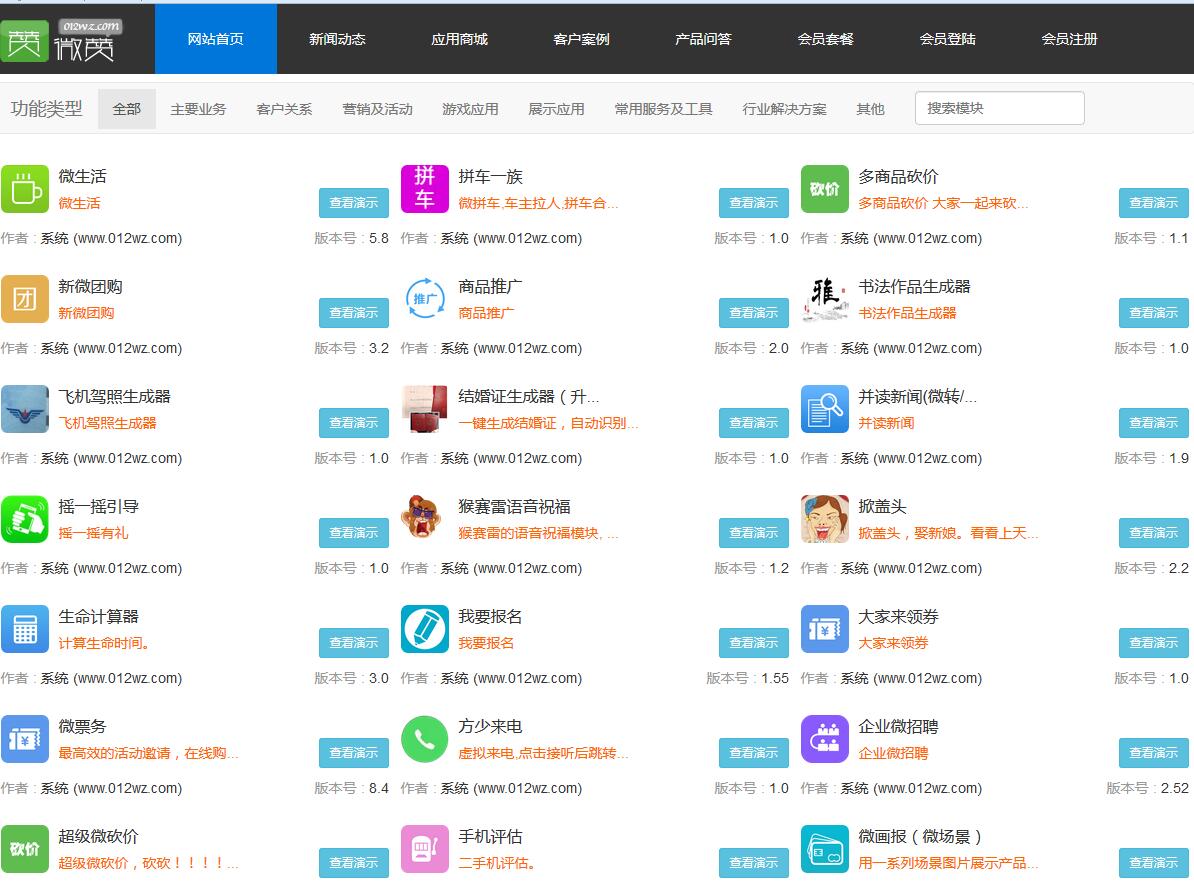 葖 012wz.com 微葖 网站首页 新闻动态 应用商城 客户案例 产品问答 会员套餐 会员登陆 会员注册
功能类型 全部 主要业务 客户关系 营销及活动 游戏应用 展示应用 常用服务及工具 行业解决方案 其他 搜索模块
微生活 拼车 拼车一族 砍价 多商品砍价
微生活 查看演示 微拼车,车主拉人,拼车合... 查看演示 多商品砍价 大家一起来砍... 查看演示
作者 : 系统 (www.012wz.com) 版本号 : 5.8 作者 : 系统 (www.012wz.com) 版本号 : 1.0 作者 : 系统 (www.012wz.com) 版本号 : 1.1
团 新微团购 推广 商品推广 雅 书法作品生成器
新微团购 查看演示 商品推广 查看演示 书法作品生成器 查看演示
作者 : 系统 (www.012wz.com) 版本号 : 3.2 作者 : 系统 (www.012wz.com) 版本号 : 2.0 作者 : 系统 (www.012wz.com) 版本号 : 1.0
飞机驾照生成器 结婚证生成器（升... 并读新闻(微转/...
飞机驾照生成器 查看演示 一键生成结婚证，自动识别... 查看演示 并读新闻 查看演示
作者 : 系统 (www.012wz.com) 版本号 : 1.0 作者 : 系统 (www.012wz.com) 版本号 : 1.0 作者 : 系统 (www.012wz.com) 版本号 : 1.9
摇一摇引导 猴赛雷语音祝福 掀盖头
摇一摇有礼 查看演示 猴赛雷的语音祝福模块, ... 查看演示 掀盖头，娶新娘。看看上天... 查看演示
作者 : 系统 (www.012wz.com) 版本号 : 1.0 作者 : 系统 (www.012wz.com) 版本号 : 1.2 作者 : 系统 (www.012wz.com) 版本号 : 2.2
生命计算器 我要报名 ¥ 大家来领券
计算生命时间。 查看演示 我要报名 查看演示 大家来领券 查看演示
作者 : 系统 (www.012wz.com) 版本号 : 3.0 作者 : 系统 (www.012wz.com) 版本号 : 1.55 作者 : 系统 (www.012wz.com) 版本号 : 1.0
¥ 微票务 方少来电 企业微招聘
最高效的活动邀请，在线购... 查看演示 虚拟来电,点击接听后跳转... 查看演示 企业微招聘 查看演示
作者 : 系统 (www.012wz.com) 版本号 : 8.4 作者 : 系统 (www.012wz.com) 版本号 : 1.0 作者 : 系统 (www.012wz.com) 版本号 : 2.52
砍价 超级微砍价 手机评估 微画报（微场景）
超级微砍价，砍砍！！！！... 查看演示 二手机评估。 查看演示 用一系列场景图片展示产品... 查看演示